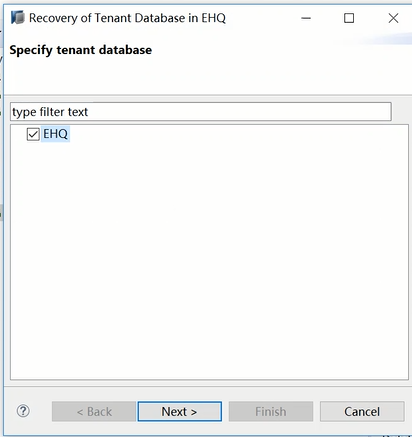 Recovery of Tenant Database in EHQ
Specify tenant database
type filter text
EHQ
?
< Back
Next >
Finish
Cancel